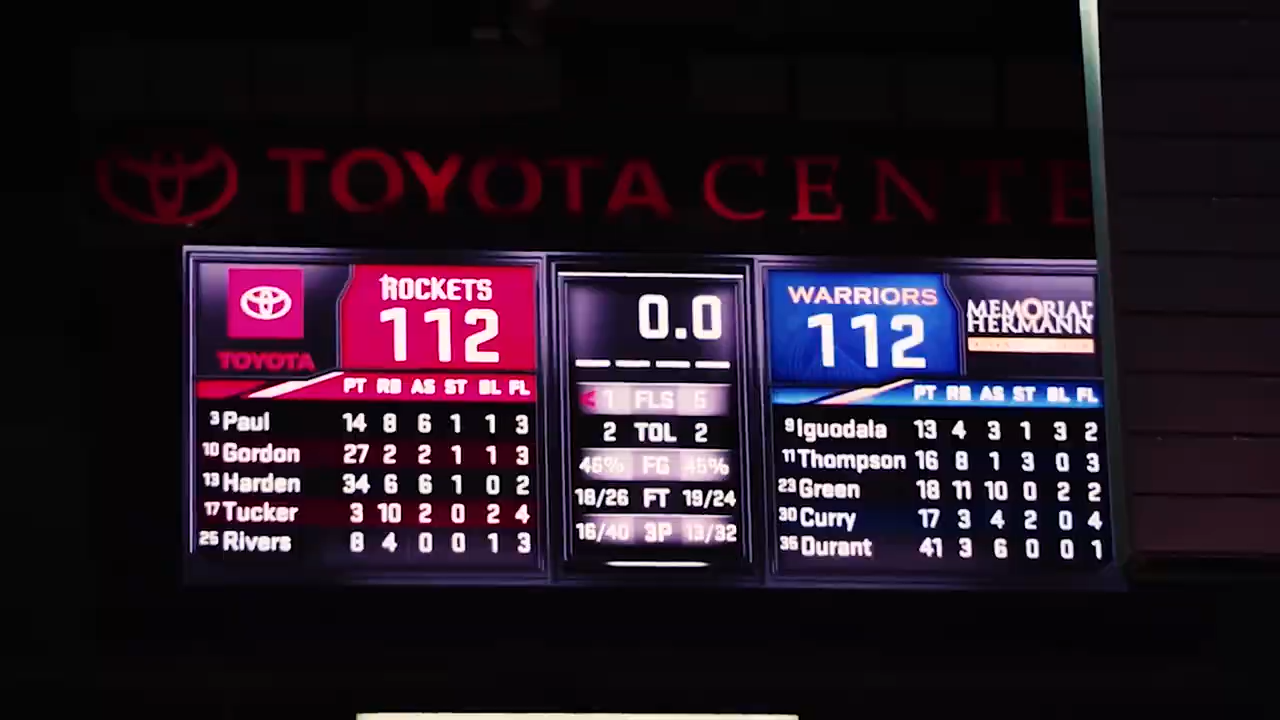 TOYOTA CENTE
TOYOTA
ROCKETS
112
PT RB AS ST BL FL
3 Paul 14 8 6 1 1 3
10 Gordon 27 2 2 1 1 3
13 Harden 34 6 6 1 0 2
17 Tucker 3 10 2 0 2 4
25 Rivers 8 4 0 0 1 3
0.0
1 FLS 5
2 TOL 2
46% FG 45%
18/26 FT 19/24
16/40 3P 13/32
WARRIORS
112
MEMORIAL
HERMANN
PT RB AS ST BL FL
9 Iguodala 13 4 3 1 3 2
11 Thompson 16 8 1 3 0 3
23 Green 18 11 10 0 2 2
30 Curry 17 3 4 2 0 4
35 Durant 41 3 6 0 0 1